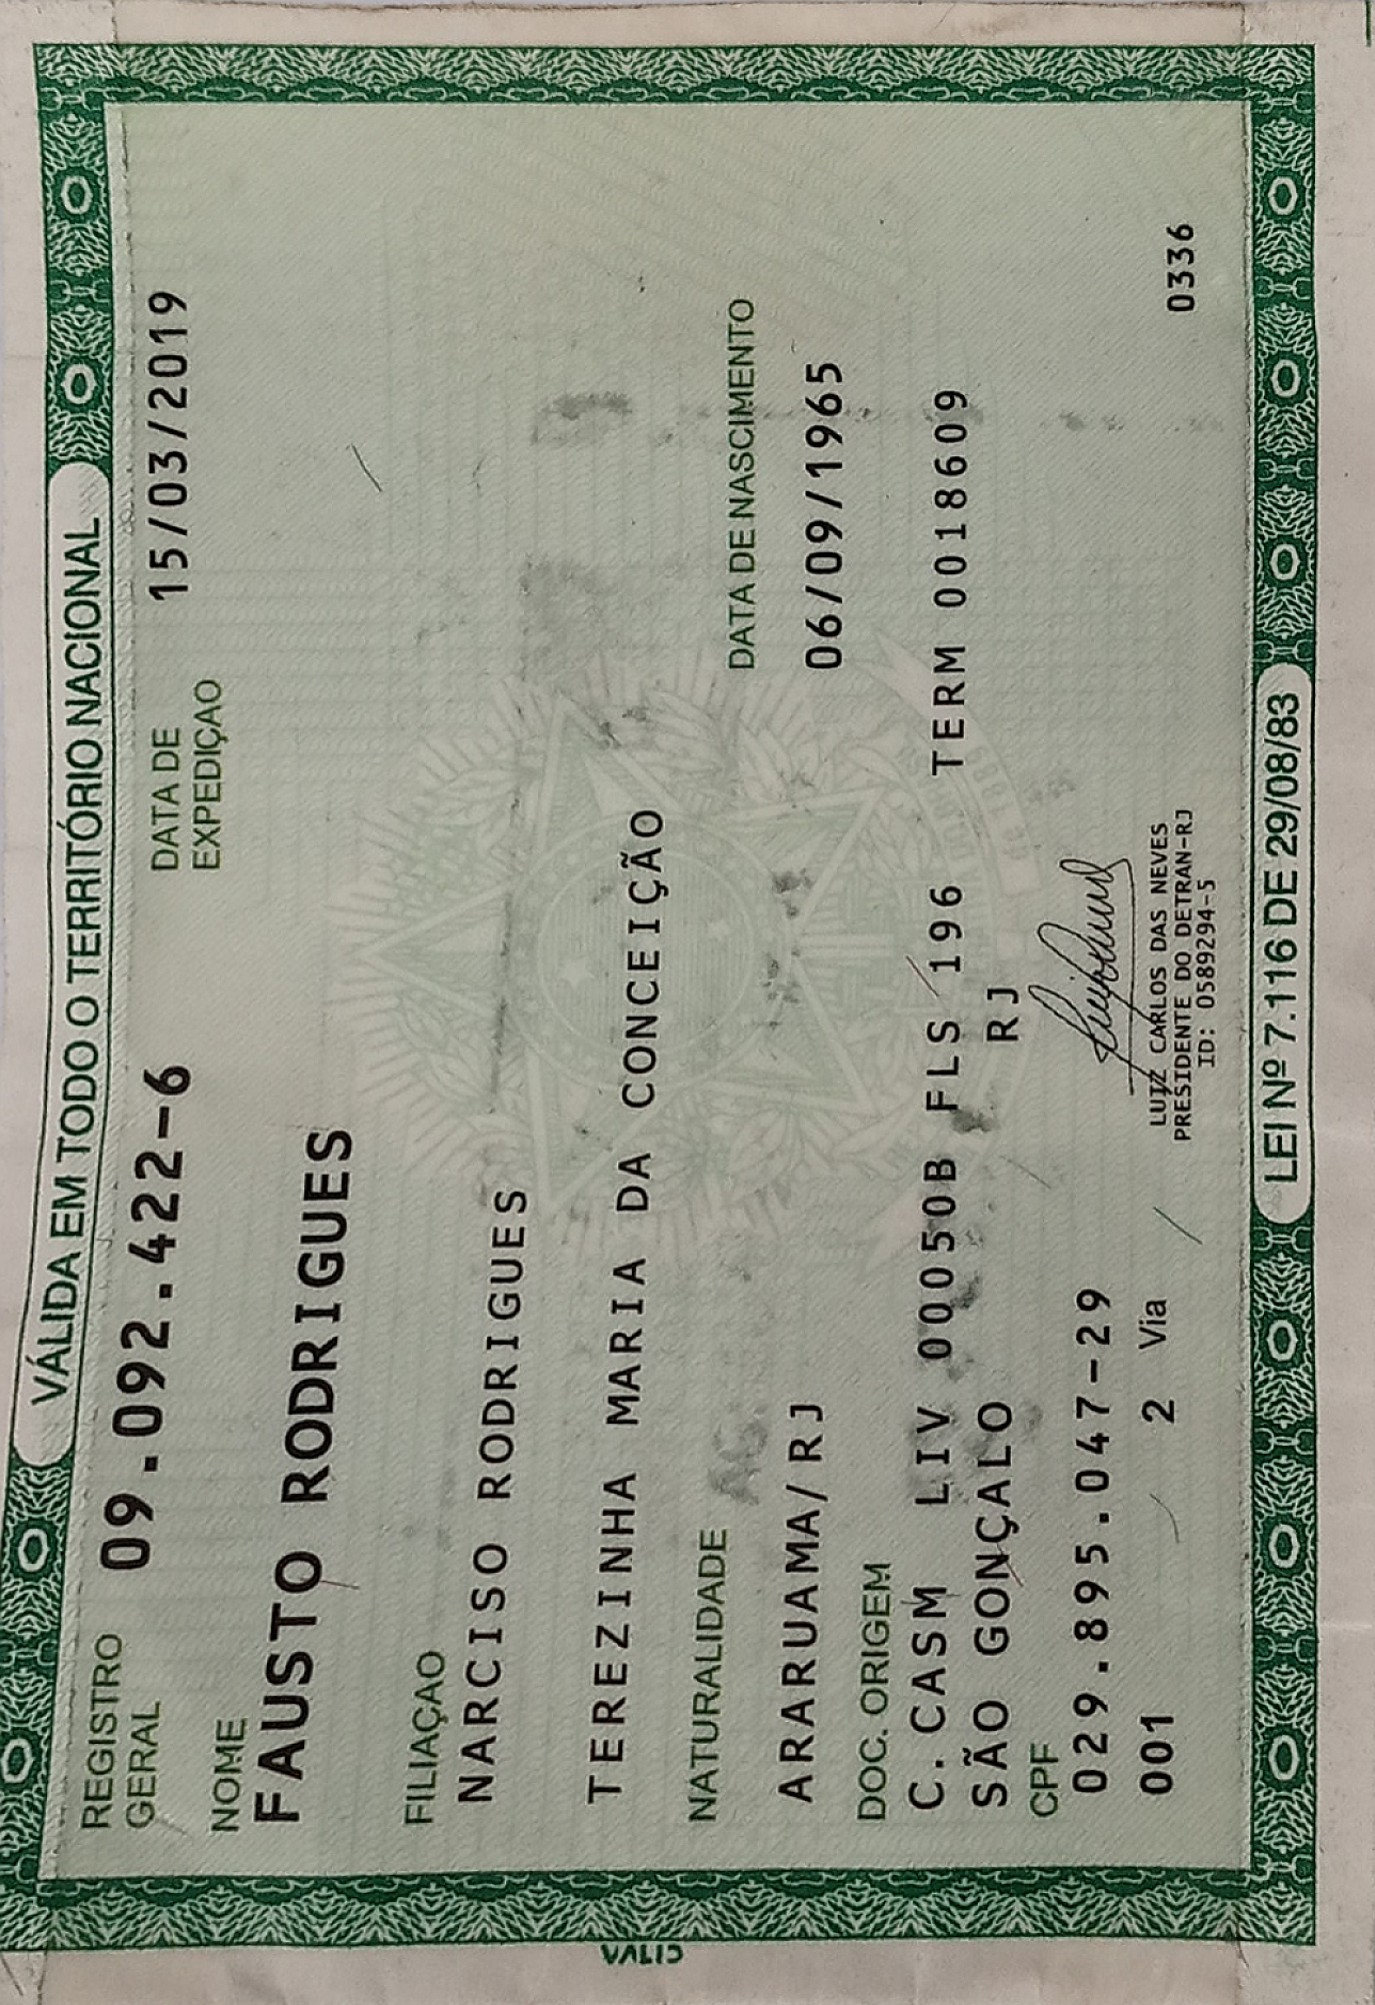 VÁLIDA EM TODO O TERRITÓRIO NACIONAL
REGISTRO GERAL 09.092.422-6 DATA DE EXPEDIÇAO 15/03/2019
NOME
FAUSTO RODRIGUES
FILIAÇAO
NARCISO RODRIGUES
TEREZINHA MARIA DA CONCEIÇÃO
NATURALIDADE DATA DE NASCIMENTO
ARARUAMA/RJ 06/09/1965
DOC. ORIGEM
C.CASM LIV 00050B FLS 196 TERM 0018609
SÃO GONÇALO RJ
CPF
029.895.047-29
001 2 Via
LUIZ CARLOS DAS NEVES
PRESIDENTE DO DETRAN-RJ
ID: 0589294-5
0336
LEI Nº 7.116 DE 29/08/83